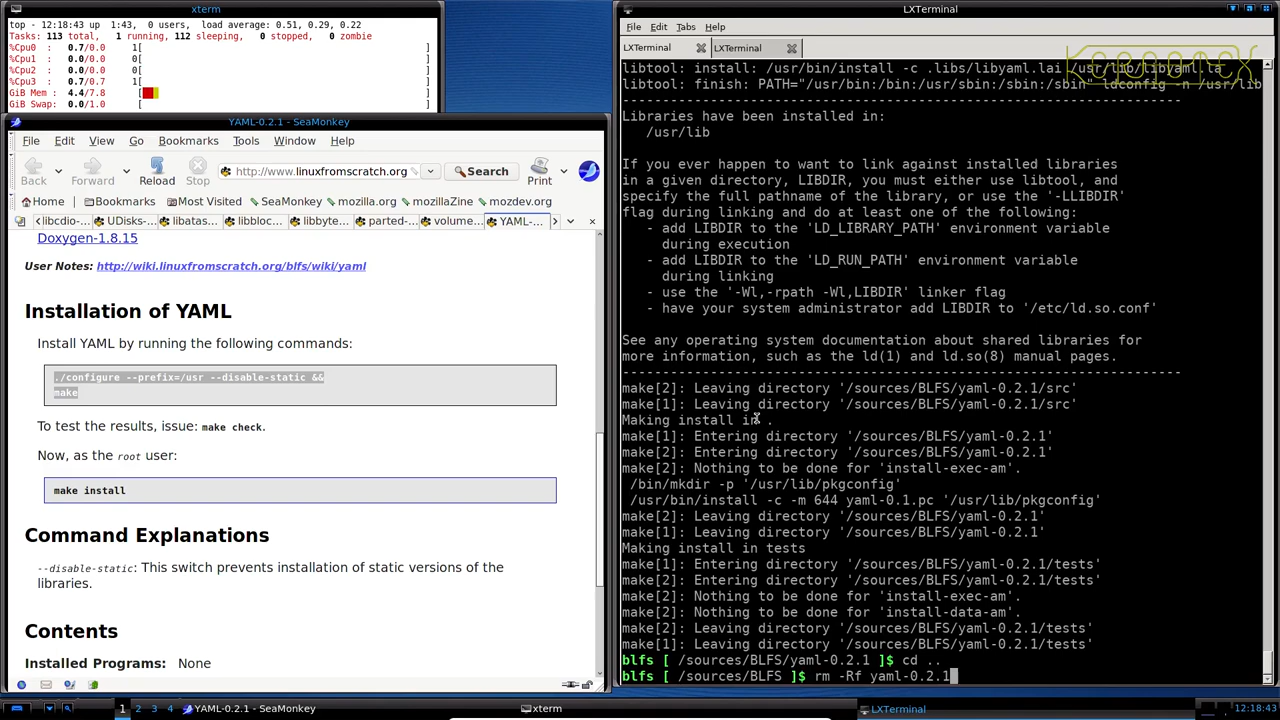 xterm
top - 12:18:43 up  1:43,  0 users,  load average: 0.51, 0.29, 0.22
Tasks: 113 total,   1 running, 112 sleeping,   0 stopped,   0 zombie
%Cpu0  :   0.7/0.0     1[                                    ]
%Cpu1  :   0.0/0.0     0[                                    ]
%Cpu2  :   0.0/0.0     0[                                    ]
%Cpu3  :   0.7/0.7     1[                                    ]
GiB Mem :  4.4/7.8      [                                    ]
GiB Swap:  0.0/1.0      [                                    ]
YAML-0.2.1 - SeaMonkey
File Edit View Go Bookmarks Tools Window Help
Back Forward Reload Stop http://www.linuxfromscratch.org Search Print
Home Bookmarks Most Visited SeaMonkey mozilla.org mozillaZine mozdev.org
libcdio-... UDisks-... libatas... libbloc... libbyte... parted-... volume... YAML-...
Doxygen-1.8.15
User Notes: http://wiki.linuxfromscratch.org/blfs/wiki/yaml
Installation of YAML
Install YAML by running the following commands:
./configure --prefix=/usr --disable-static &&
make
To test the results, issue: make check.
Now, as the root user:
make install
Command Explanations
--disable-static: This switch prevents installation of static versions of the
libraries.
Contents
Installed Programs: None
LXTerminal
File Edit Tabs Help
LXTerminal LXTerminal
KernoTex
libtool: install: /usr/bin/install -c .libs/libyaml.lai /usr/lib/libyaml.la
libtool: finish: PATH="/usr/bin:/bin:/usr/sbin:/sbin:/sbin" ldconfig -n /usr/lib
----------------------------------------------------------------------
Libraries have been installed in:
   /usr/lib
If you ever happen to want to link against installed libraries
in a given directory, LIBDIR, you must either use libtool, and
specify the full pathname of the library, or use the '-LLIBDIR'
flag during linking and do at least one of the following:
   - add LIBDIR to the 'LD_LIBRARY_PATH' environment variable
     during execution
   - add LIBDIR to the 'LD_RUN_PATH' environment variable
     during linking
   - use the '-Wl,-rpath -Wl,LIBDIR' linker flag
   - have your system administrator add LIBDIR to '/etc/ld.so.conf'
See any operating system documentation about shared libraries for
more information, such as the ld(1) and ld.so(8) manual pages.
----------------------------------------------------------------------
make[2]: Leaving directory '/sources/BLFS/yaml-0.2.1/src'
make[1]: Leaving directory '/sources/BLFS/yaml-0.2.1/src'
Making install in .
make[1]: Entering directory '/sources/BLFS/yaml-0.2.1'
make[2]: Entering directory '/sources/BLFS/yaml-0.2.1'
make[2]: Nothing to be done for 'install-exec-am'.
 /bin/mkdir -p '/usr/lib/pkgconfig'
 /usr/bin/install -c -m 644 yaml-0.1.pc '/usr/lib/pkgconfig'
make[2]: Leaving directory '/sources/BLFS/yaml-0.2.1'
make[1]: Leaving directory '/sources/BLFS/yaml-0.2.1'
Making install in tests
make[1]: Entering directory '/sources/BLFS/yaml-0.2.1/tests'
make[2]: Entering directory '/sources/BLFS/yaml-0.2.1/tests'
make[2]: Nothing to be done for 'install-exec-am'.
make[2]: Nothing to be done for 'install-data-am'.
make[2]: Leaving directory '/sources/BLFS/yaml-0.2.1/tests'
make[1]: Leaving directory '/sources/BLFS/yaml-0.2.1/tests'
blfs [ /sources/BLFS/yaml-0.2.1 ]$ cd ..
blfs [ /sources/BLFS ]$ rm -Rf yaml-0.2.1
1 2 3 4 YAML-0.2.1 - SeaMonkey xterm LXTerminal 12:18:43